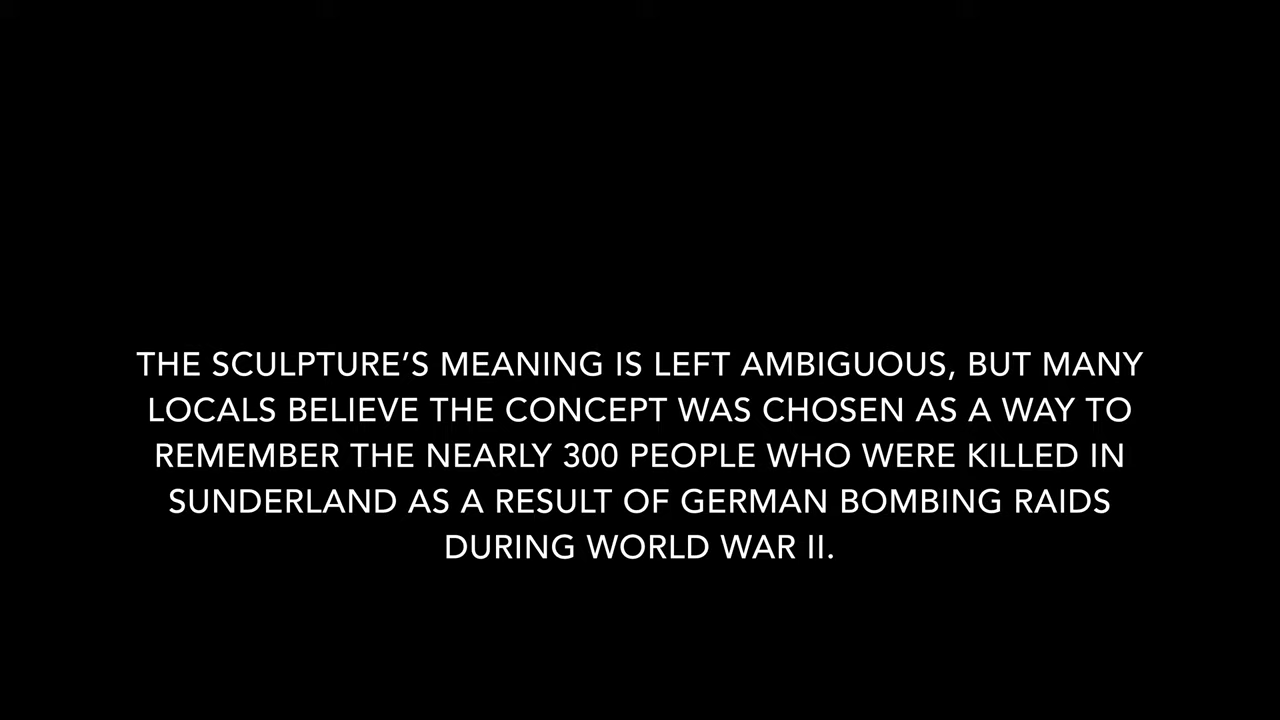 THE SCULPTURE’S MEANING IS LEFT AMBIGUOUS, BUT MANY
LOCALS BELIEVE THE CONCEPT WAS CHOSEN AS A WAY TO
REMEMBER THE NEARLY 300 PEOPLE WHO WERE KILLED IN
SUNDERLAND AS A RESULT OF GERMAN BOMBING RAIDS
DURING WORLD WAR II.